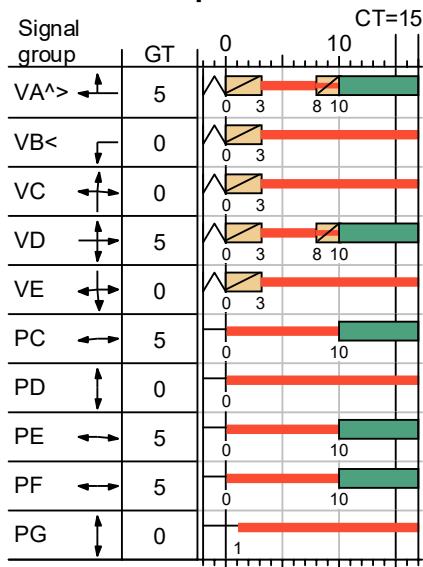 CT=15
Signal group GT 0 10
VA^> 5 0 3 8 10
VB< 0 0 3
VC 0 0 3
VD 5 0 3 8 10
VE 0 0 3
PC 5 0 10
PD 0 0
PE 5 0 10
PF 5 0 10
PG 0 1